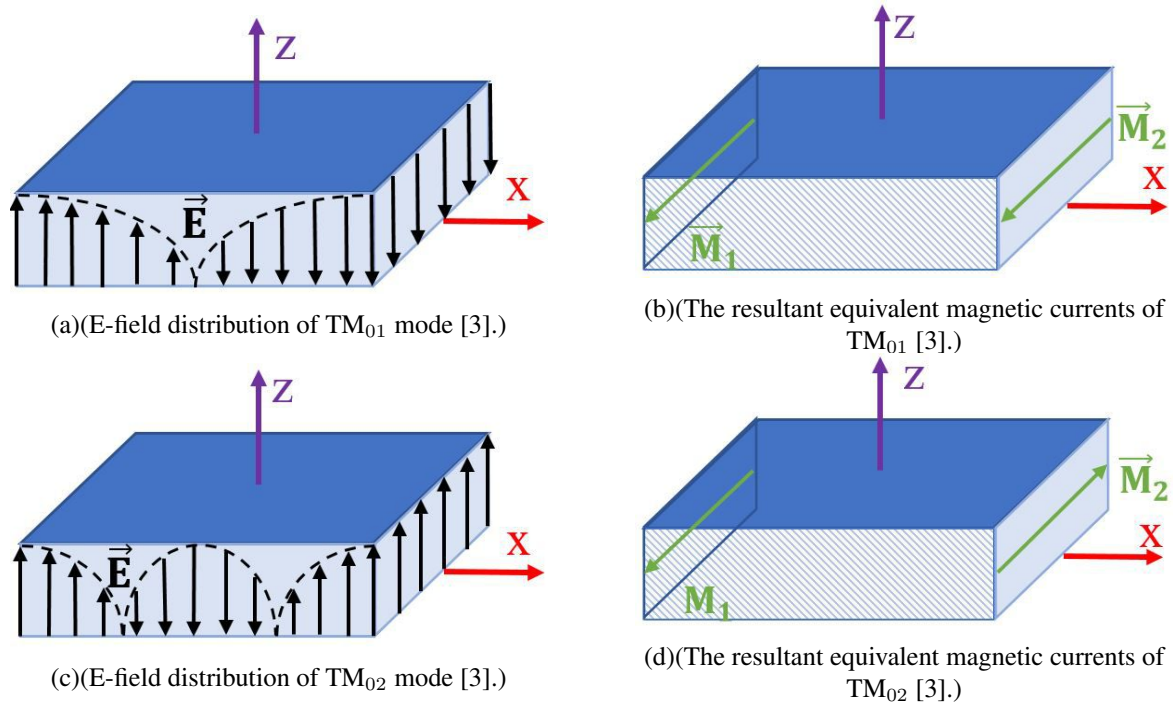 Z
X
E
(a)(E-field distribution of TM01 mode [3].)
Z
M2
X
M1
(b)(The resultant equivalent magnetic currents of
TM01 [3].)
Z
X
E
(c)(E-field distribution of TM02 mode [3].)
Z
M2
X
M1
(d)(The resultant equivalent magnetic currents of
TM02 [3].)